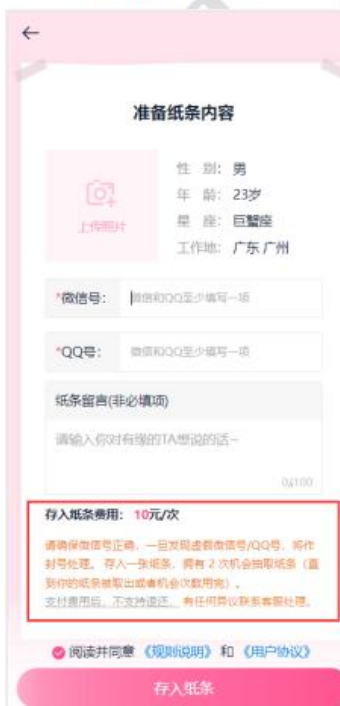 准备纸条内容
性 别: 男
年 龄: 23岁
星 座: 巨蟹座
工作地: 广东 广州
上传照片
*微信号: 微信和QQ至少填写一项
*QQ号: 微信和QQ至少填写一项
纸条留言(非必填项)
请输入你对有缘的TA想说的话~
0/100
存入纸条费用: 10元/次
请确保微信号正确，一旦发现虚假微信号/QQ号，将作
封号处理。存入一张纸条，拥有 2 次机会抽取纸条（直
到你的纸条被取出或者机会次数用完）。
支付费用后，不支持退还，有任何异议联系客服处理。
阅读并同意 《规则说明》 和 《用户协议》
存入纸条